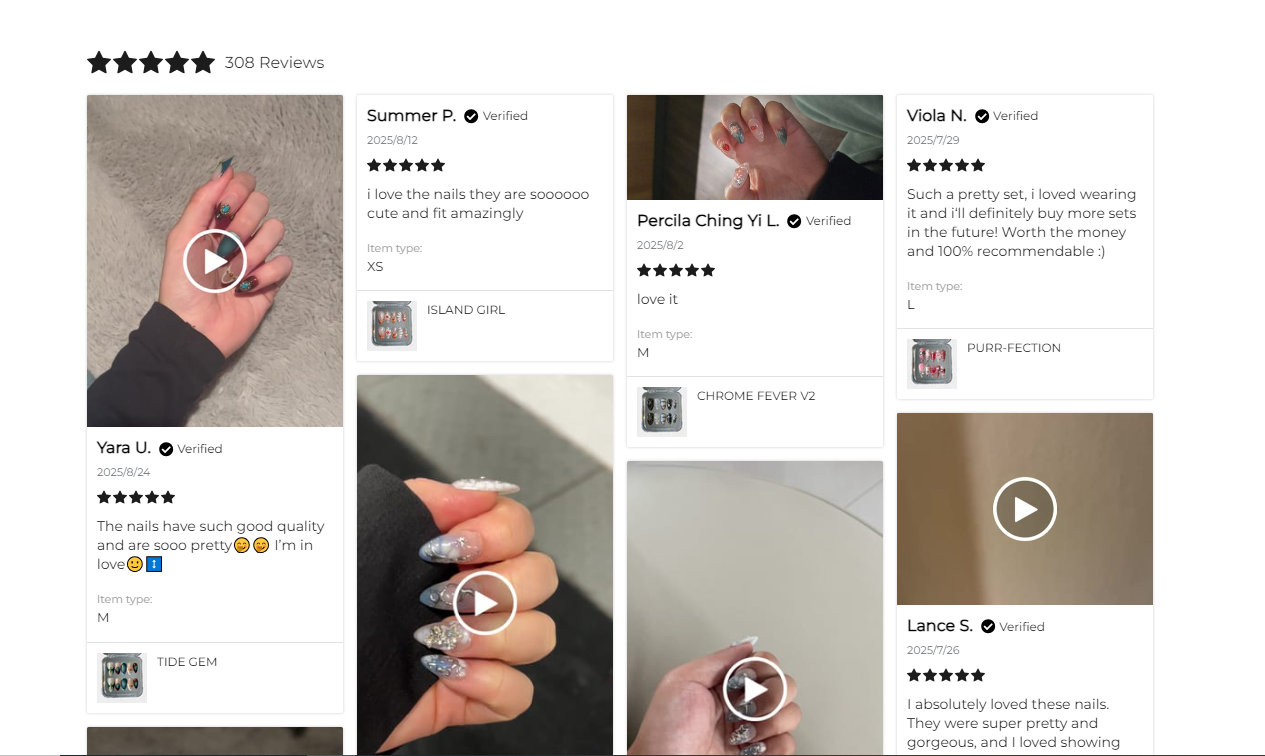 308 Reviews
Yara U. Verified
2025/8/24
The nails have such good quality
and are sooo pretty😊😊 I'm in
love🙂↕️
Item type:
M
TIDE GEM
Summer P. Verified
2025/8/12
i love the nails they are soooooo
cute and fit amazingly
Item type:
XS
ISLAND GIRL
Percila Ching Yi L. Verified
2025/8/2
love it
Item type:
M
CHROME FEVER V2
Viola N. Verified
2025/7/29
Such a pretty set, i loved wearing
it and i'll definitely buy more sets
in the future! Worth the money
and 100% recommendable :)
Item type:
L
PURR-FECTION
Lance S. Verified
2025/7/26
I absolutely loved these nails.
They were super pretty and
gorgeous, and I loved showing